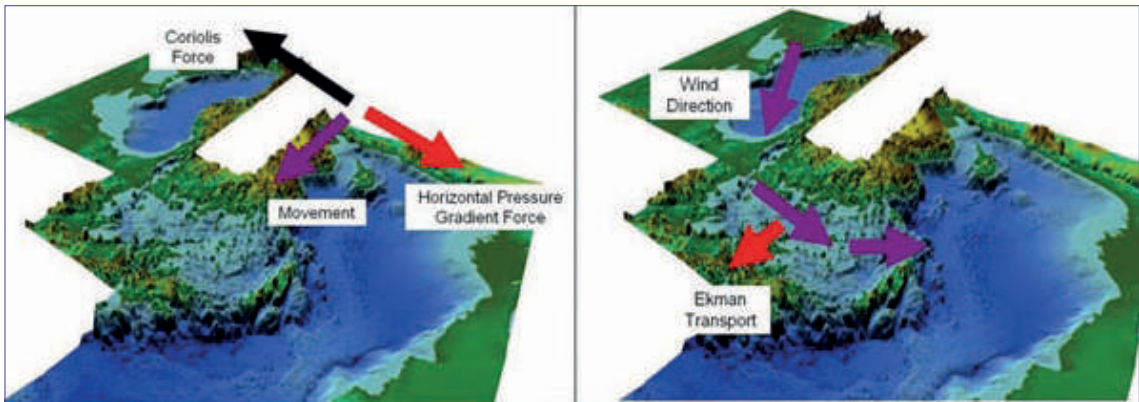 Coriolis
Force
Movement
Horizontal Pressure
Gradient Force
Wind
Direction
Ekman
Transport